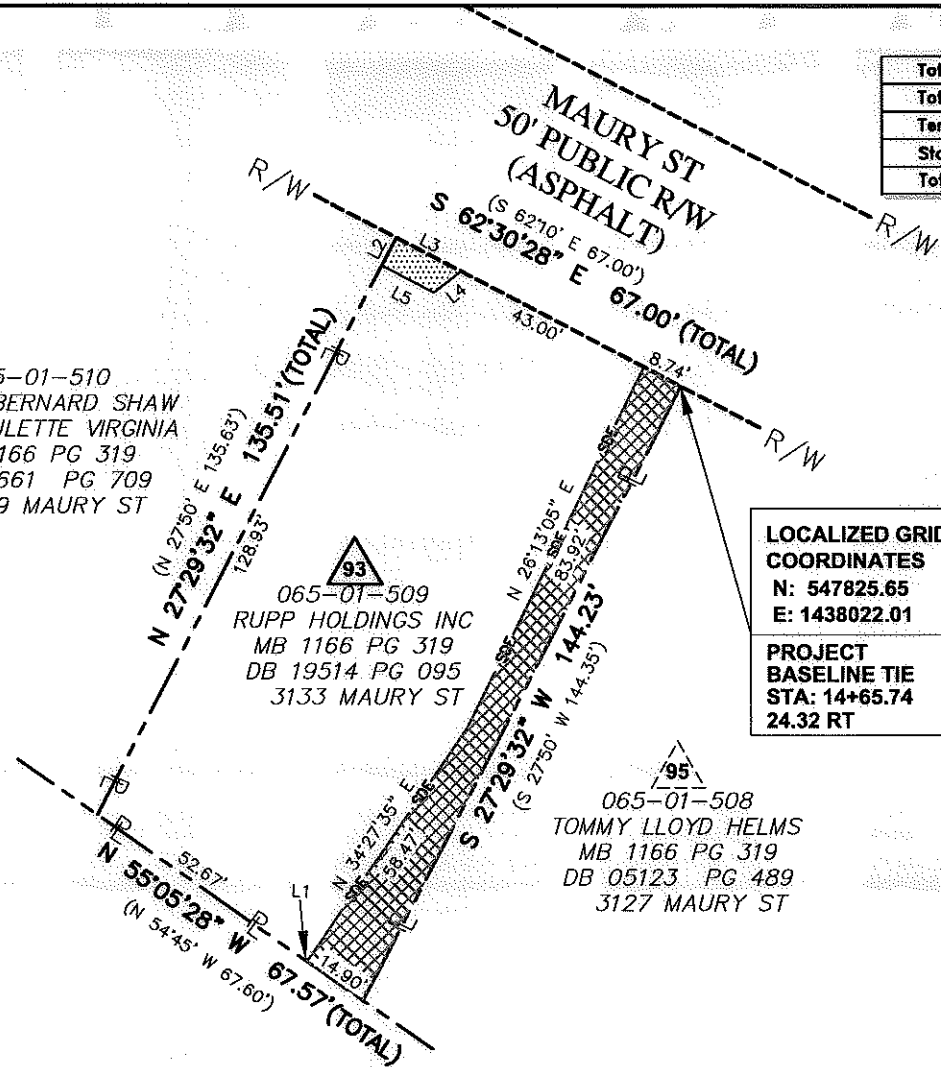 MAURY ST
50' PUBLIC R/W
(ASPHALT)
R/W
R/W
R/W
(S 62°10' E 67.00')
S 62°30'28" E 67.00' (TOTAL)
L2
L3
L4
L5
43.00'
8.74'
BERNARD SHAW
VIRGINIA
166 PG 319
661 PG 709
9 MAURY ST
N 27°29'32" E 135.51' (TOTAL)
(N 27°50' E 135.63')
128.93'
93
065-01-509
RUPP HOLDINGS INC
MB 1166 PG 319
DB 19514 PG 095
3133 MAURY ST
N 26°13'05" E
83.92'
SDE
SDE
SDE
SDE
SDE
S 27°29'32" W 144.23'
(S 27°50' W 144.35')
LOCALIZED GRID
COORDINATES
N: 547825.65
E: 1438022.01
PROJECT
BASELINE TIE
STA: 14+65.74
24.32 RT
95
065-01-508
TOMMY LLOYD HELMS
MB 1166 PG 319
DB 05123 PG 489
3127 MAURY ST
N 34°27'35" E
58.47'
L1
14.90'
52.67'
N 55°05'28" W 67.57' (TOTAL)
(N 54°45' W 67.60')